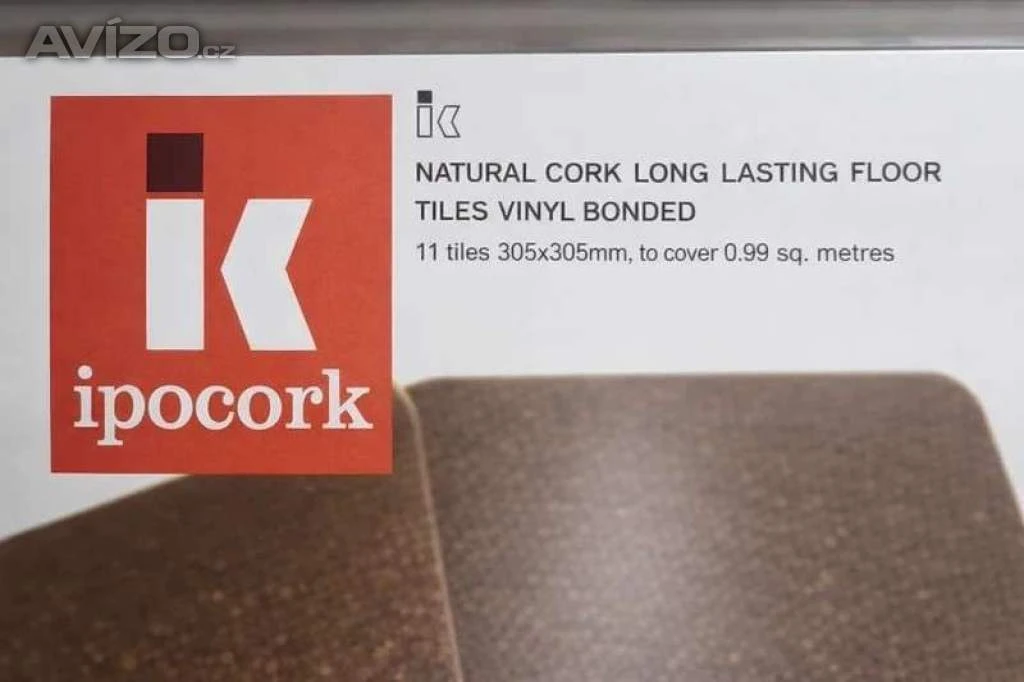 AVÍZO.cz
NATURAL CORK LONG LASTING FLOOR
TILES VINYL BONDED
11 tiles 305x305mm, to cover 0.99 sq. metres
ik
ik
ipocork